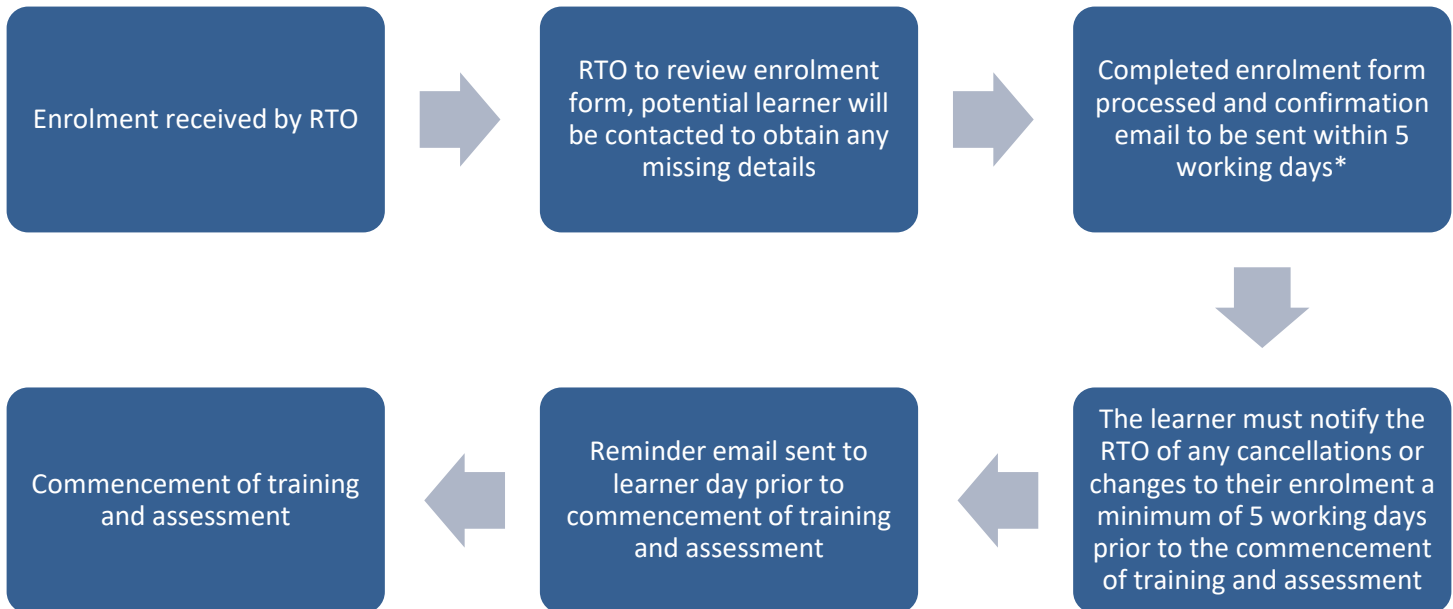 Enrolment received by RTO
RTO to review enrolment
form, potential learner will
be contacted to obtain any
missing details
Completed enrolment form
processed and confirmation
email to be sent within 5
working days*
The learner must notify the
RTO of any cancellations or
changes to their enrolment a
minimum of 5 working days
prior to the commencement
of training and assessment
Reminder email sent to
learner day prior to
commencement of training
and assessment
Commencement of training
and assessment